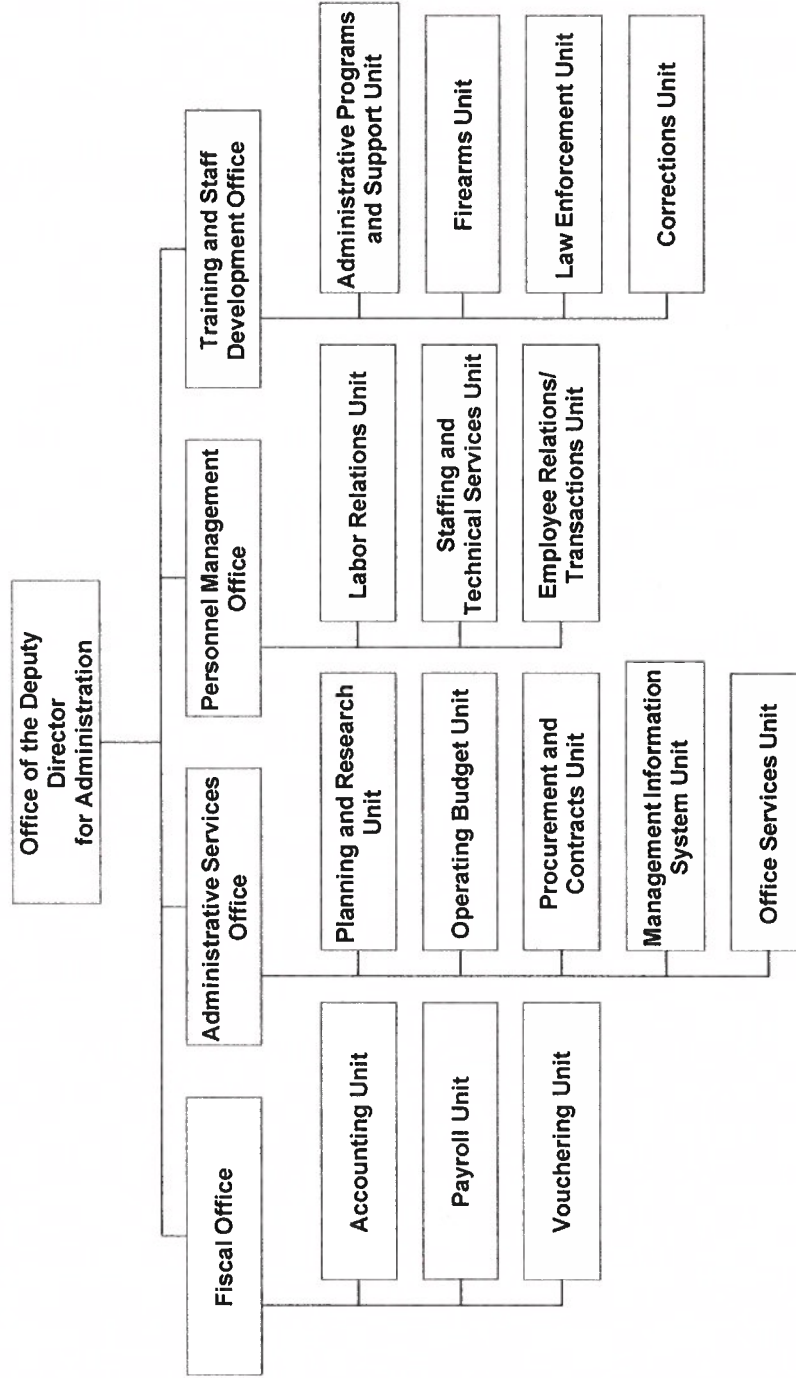 Office of the Deputy
Director
for Administration
Fiscal Office
Accounting Unit
Payroll Unit
Vouchering Unit
Administrative Services
Office
Planning and Research
Unit
Operating Budget Unit
Procurement and
Contracts Unit
Management Information
System Unit
Office Services Unit
Personnel Management
Office
Labor Relations Unit
Staffing and
Technical Services Unit
Employee Relations/
Transactions Unit
Training and Staff
Development Office
Administrative Programs
and Support Unit
Firearms Unit
Law Enforcement Unit
Corrections Unit